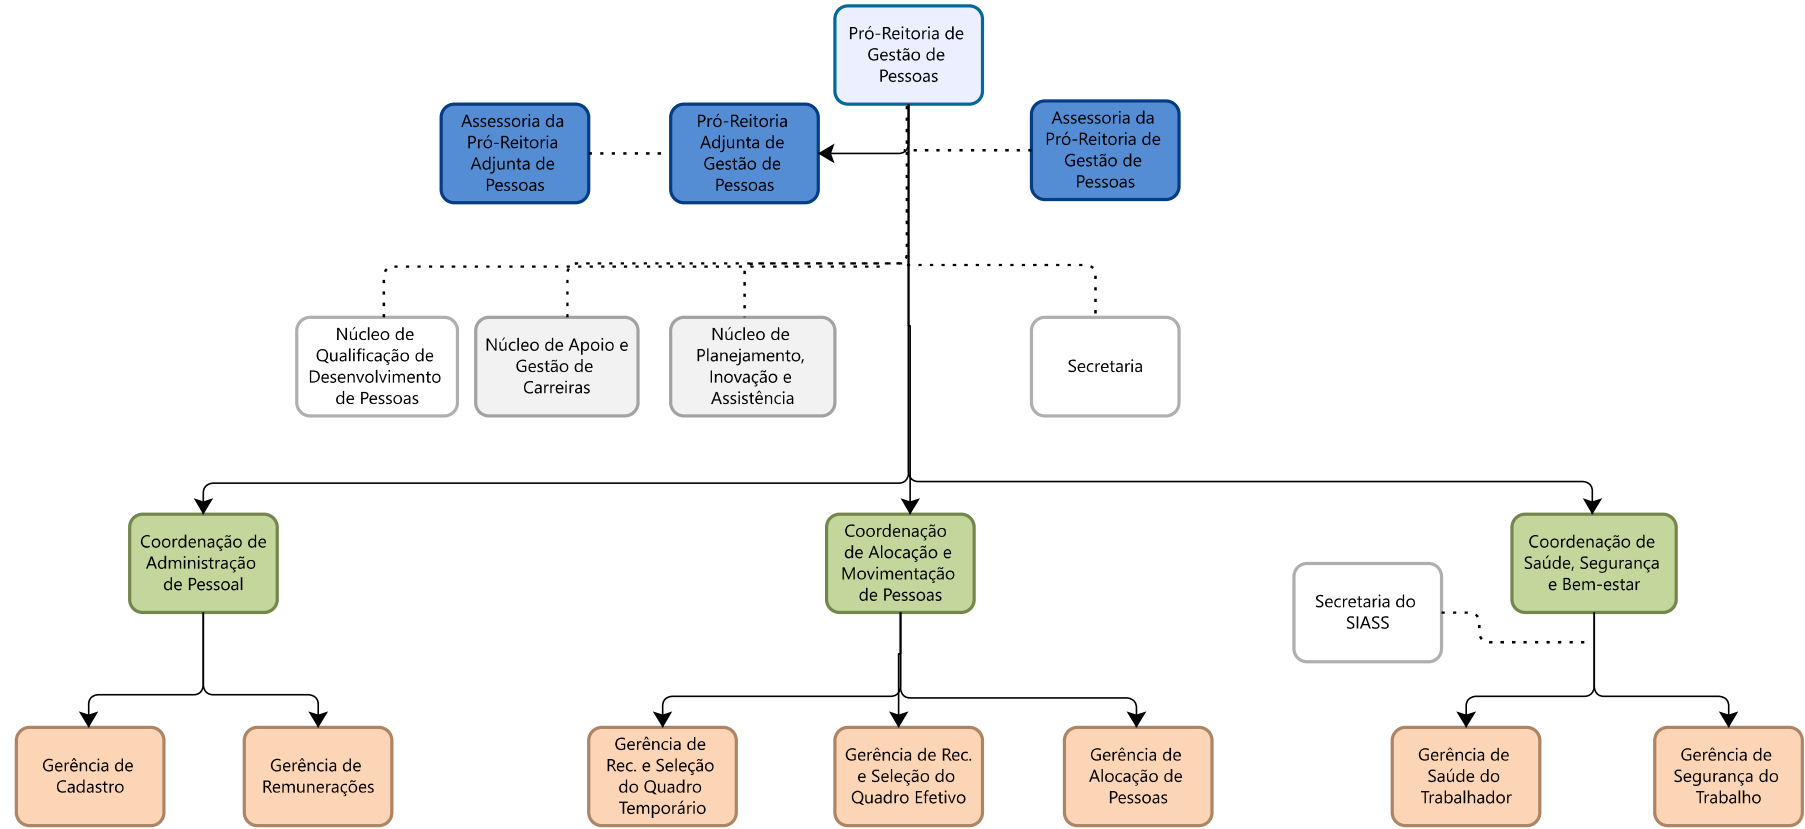 Pró-Reitoria de
Gestão de
Pessoas
Assessoria da
Pró-Reitoria
Adjunta de
Pessoas
Pró-Reitoria
Adjunta de
Gestão de
Pessoas
Assessoria da
Pró-Reitoria de
Gestão de
Pessoas
Núcleo de
Qualificação de
Desenvolvimento
de Pessoas
Núcleo de Apoio e
Gestão de
Carreiras
Núcleo de
Planejamento,
Inovação e
Assistência
Secretaria
Coordenação de
Administração
de Pessoal
Coordenação
de Alocação e
Movimentação
de Pessoas
Coordenação de
Saúde, Segurança
e Bem-estar
Secretaria do
SIASS
Gerência de
Cadastro
Gerência de
Remunerações
Gerência de
Rec. e Seleção
do Quadro
Temporário
Gerência de Rec.
e Seleção do
Quadro Efetivo
Gerência de
Alocação de
Pessoas
Gerência de
Saúde do
Trabalhador
Gerência de
Segurança do
Trabalho